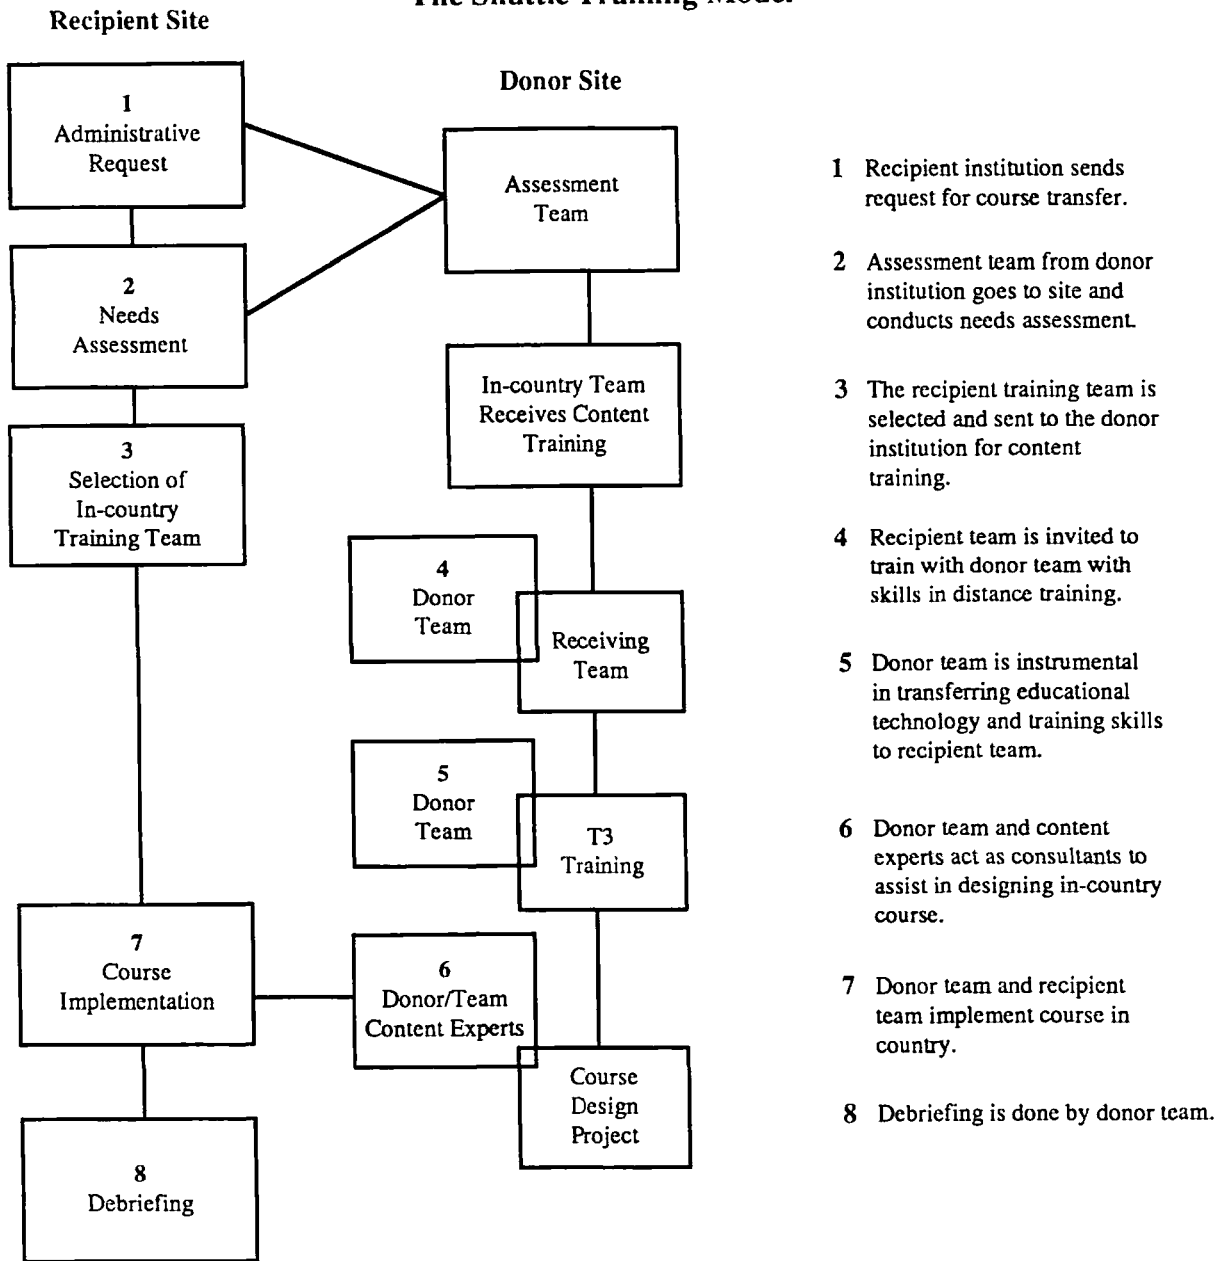 The Shuttle Training Model
Recipient Site
Donor Site
1
Administrative
Request
Assessment
Team
2
Needs
Assessment
In-country Team
Receives Content
Training
3
Selection of
In-country
Training Team
4
Donor
Team
Receiving
Team
5
Donor
Team
T3
Training
7
Course
Implementation
6
Donor/Team
Content Experts
Course
Design
Project
8
Debriefing
1 Recipient institution sends
request for course transfer.
2 Assessment team from donor
institution goes to site and
conducts needs assessment.
3 The recipient training team is
selected and sent to the donor
institution for content
training.
4 Recipient team is invited to
train with donor team with
skills in distance training.
5 Donor team is instrumental
in transferring educational
technology and training skills
to recipient team.
6 Donor team and content
experts act as consultants to
assist in designing in-country
course.
7 Donor team and recipient
team implement course in
country.
8 Debriefing is done by donor team.